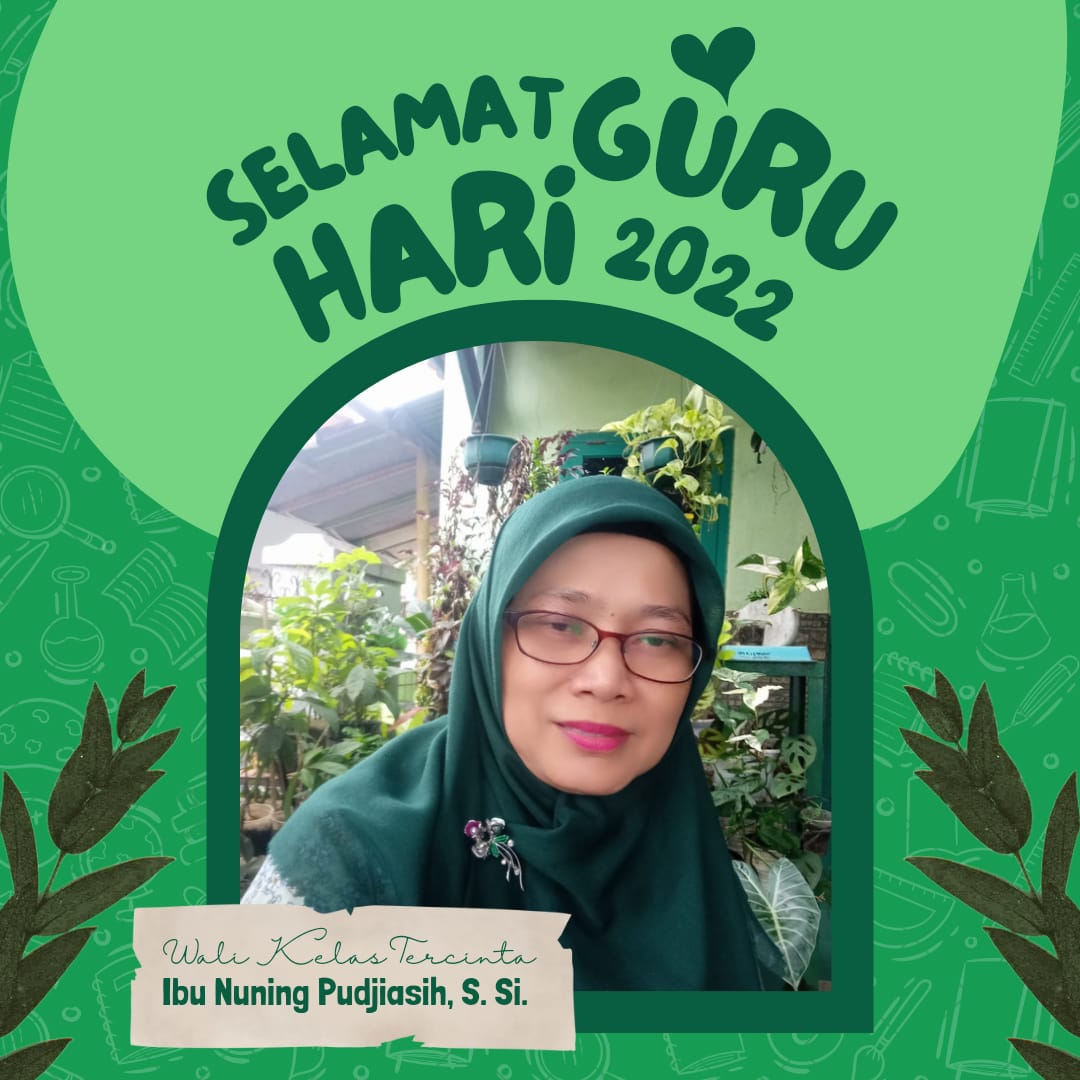 SELAMAT
HARi
GURU
2022
Wali Kelas Tercinta
Ibu Nuning Pudjiasih, S. Si.